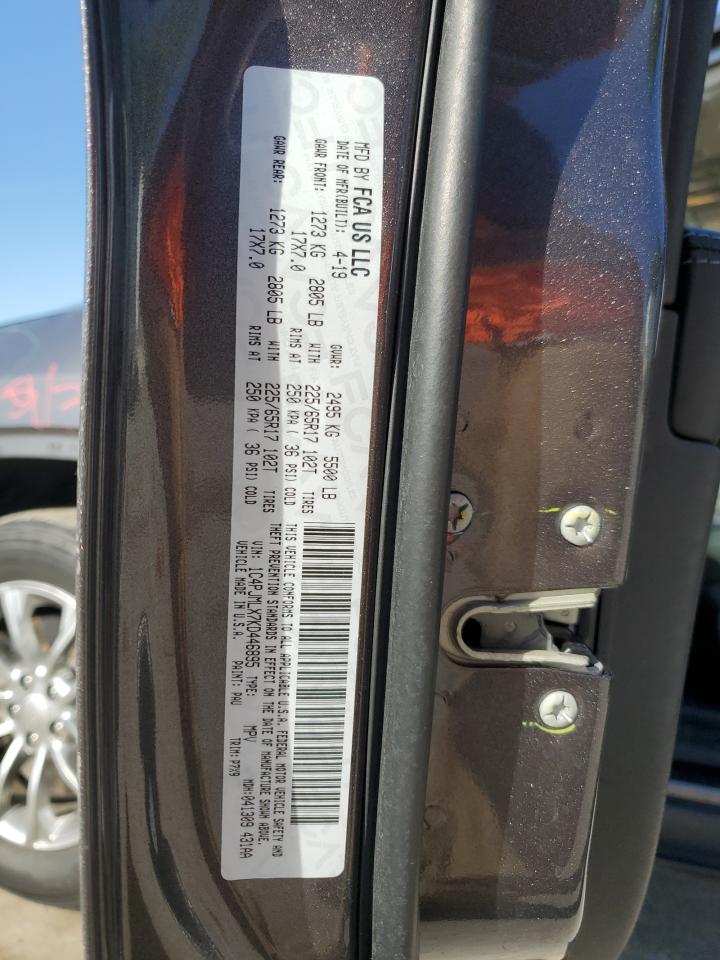 MFD BY FCA US LLC
DATE OF MFR(BUILT): 4-19 GVWR: 2495 KG 5500 LB
GAWR FRONT: 1273 KG 2805 LB WITH 225/65R17 102T TIRES
17X7.0 RIMS AT 250 KPA ( 36 PSI) COLD
GAWR REAR: 1273 KG 2805 LB WITH 225/65R17 102T TIRES
17X7.0 RIMS AT 250 KPA ( 36 PSI) COLD
THIS VEHICLE CONFORMS TO ALL APPLICABLE U.S.A. FEDERAL MOTOR VEHICLE SAFETY AND
THEFT PREVENTION STANDARDS IN EFFECT ON THE DATE OF MANUFACTURE SHOWN ABOVE.
VIN: 1C4PJMLX7KD446895 TYPE: MPV MDH:041309 431AA
VEHICLE MADE IN U.S.A. PAINT: PAU TRIM: P7X9